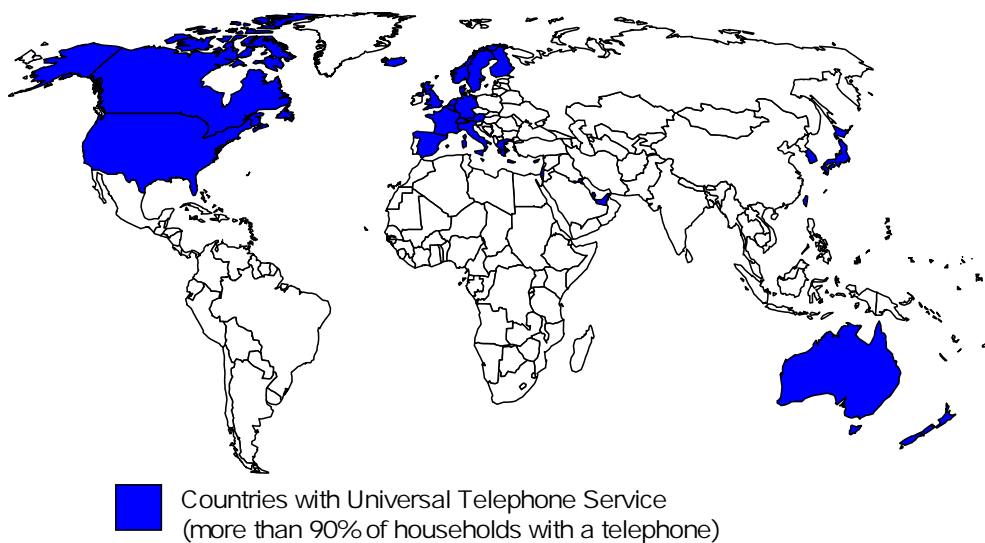 Countries with Universal Telephone Service
(more than 90% of households with a telephone)